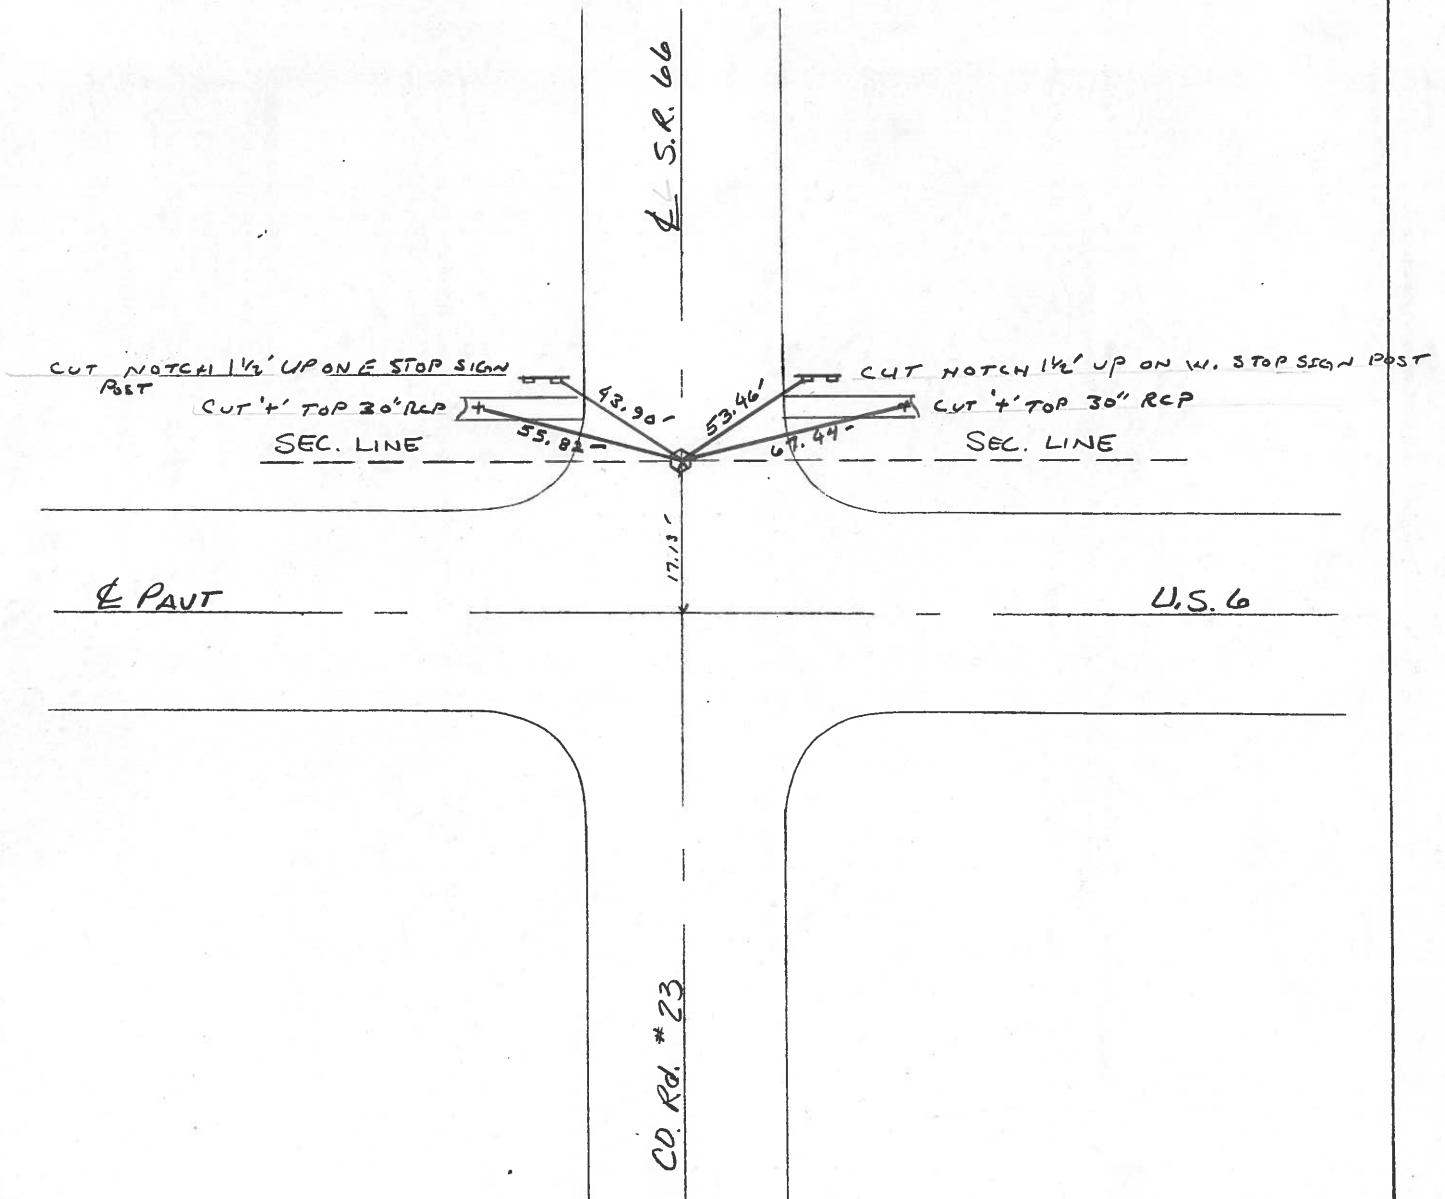 ℄ S.R. 66
CUT NOTCH 1½' UP ON E STOP SIGN
POST
CUT '+' TOP 30" RCP
SEC. LINE
43.90'
55.82'
53.46'
67.44'
CUT NOTCH 1½' UP ON W. STOP SIGN POST
CUT '+' TOP 30" RCP
SEC. LINE
17.13'
℄ PAVT
U.S. 6
CO. Rd. #23